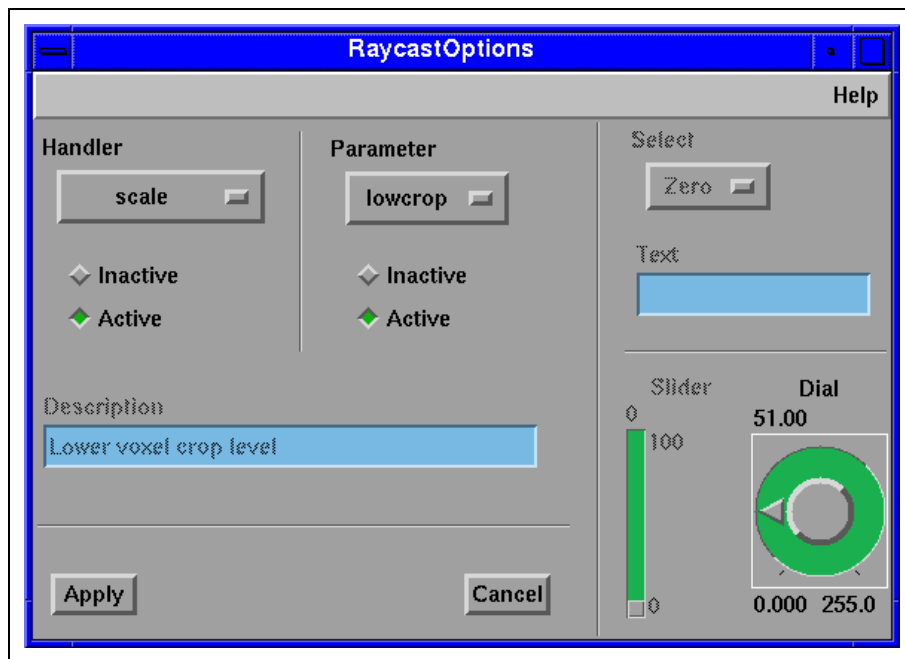 RaycastOptions
Help
Handler
scale
Inactive
Active
Parameter
lowcrop
Inactive
Active
Select
Zero
Text
Description
Lower voxel crop level
Slider
0
100
0
Dial
51.00
0.000 255.0
Apply
Cancel